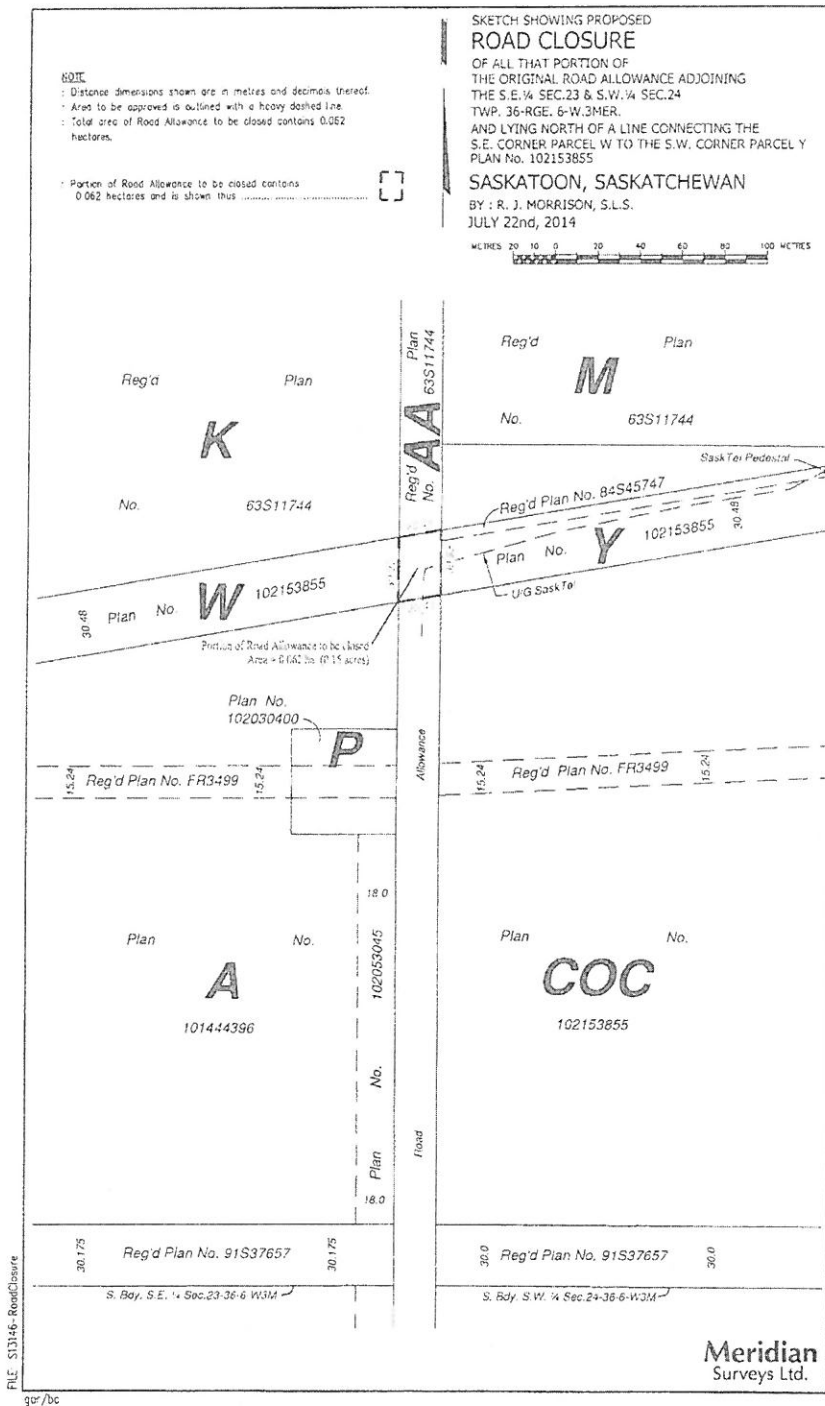 SKETCH SHOWING PROPOSED
ROAD CLOSURE
OF ALL THAT PORTION OF
THE ORIGINAL ROAD ALLOWANCE ADJOINING
THE S.E. ¼ SEC.23 & S.W. ¼ SEC.24
TWP. 36-RGE. 6-W.3MER.
AND LYING NORTH OF A LINE CONNECTING THE
S.E. CORNER PARCEL W TO THE S.W. CORNER PARCEL Y
PLAN No. 102153855
SASKATOON, SASKATCHEWAN
BY : R. J. MORRISON, S.L.S.
JULY 22nd, 2014
METRES 20 10 0 20 40 60 80 100 METRES
NOTE
: Distance dimensions shown are in metres and decimals thereof.
: Area to be approved is outlined with a heavy dashed line.
: Total area of Road Allowance to be closed contains 0.062
hectares.
: Portion of Road Allowance to be closed contains
0.062 hectares and is shown thus
Reg'd Plan
K
No. 63S11744
Plan
63S11744
AA
Reg'd
No.
Reg'd Plan
M
No. 63S11744
SaskTel Pedestal
Reg'd Plan No. 84S45747
30.48
Plan No. Y 102153855
U/G SaskTel
30.48
Plan No. W 102153855
Portion of Road Allowance to be closed
Area = 0.062 ha. (0.15 acres)
Plan No.
102030400
P
15.24
Reg'd Plan No. FR3499
15.24
Allowance
15.24
Reg'd Plan No. FR3499
15.24
18.0
Plan No.
A
101444396
Plan No. 102053045
18.0
Road
Plan No.
COC
102153855
30.175
Reg'd Plan No. 91S37657
30.175
30.0
Reg'd Plan No. 91S37657
30.0
S. Bdy. S.E. ¼ Sec.23-36-6-W3M
S. Bdy. S.W. ¼ Sec.24-36-6-W3M
Meridian
Surveys Ltd.
FILE S13146-RoadClosure
gar/bc